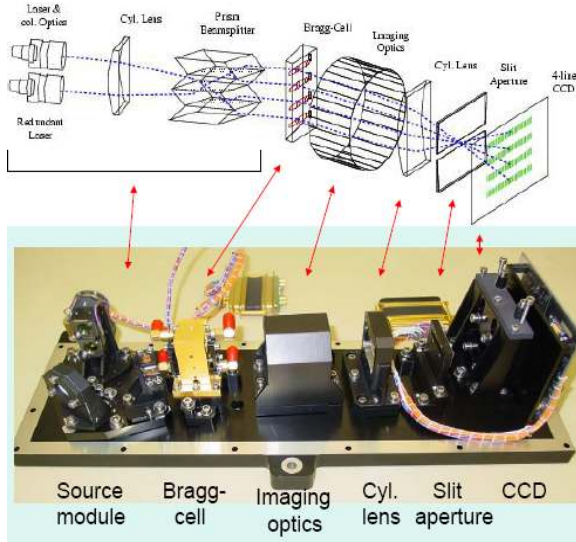 Laser &
col. Optics
Cyl. Lens
Prism
Beamsplitter
Bragg-Cell
Imaging
Optics
Cyl. Lens
Slit
Aperture
4-line
CCD
Redundant
Laser
Source
module
Bragg-
cell
Imaging
optics
Cyl.
lens
Slit
aperture
CCD